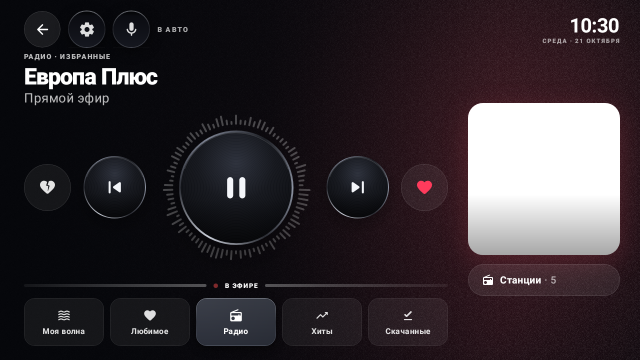 В АВТО
10:30
СРЕДА · 21 ОКТЯБРЯ
РАДИО · ИЗБРАННЫЕ
Европа Плюс
Прямой эфир
В ЭФИРЕ
Станции · 5
Моя волна
Любимое
Радио
Хиты
Скачанные